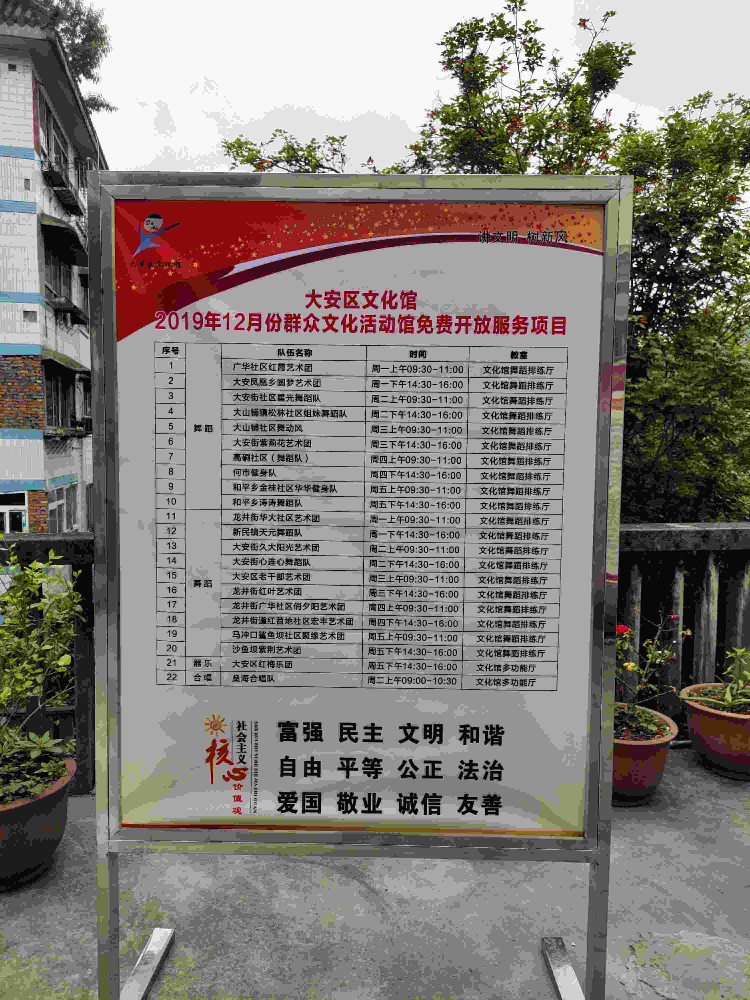 讲文明 树新风
大安区文化馆
2019年12月份群众文化活动馆免费开放服务项目
序号 队伍名称 时间 教室
1 广华社区红霞艺术团 周一上午09:30-11:00 文化馆舞蹈排练厅
2 大安凤凰乡圆梦艺术团 周一下午14:30-16:00 文化馆舞蹈排练厅
3 大安街社区星光舞蹈队 周二上午09:30-11:00 文化馆舞蹈排练厅
4 大山铺镇松林社区姐妹舞蹈队 周二下午14:30-16:00 文化馆舞蹈排练厅
5 舞蹈 大山铺社区舞动风 周三上午09:30-11:00 文化馆舞蹈排练厅
6 大安街紫荊花艺术团 周三下午14:30-16:00 文化馆舞蹈排练厅
7 高硐社区（舞蹈队） 周四上午09:30-11:00 文化馆舞蹈排练厅
8 何市健身队 周四下午14:30-16:00 文化馆舞蹈排练厅
9 和平乡金桂社区华华健身队 周五上午09:30-11:00 文化馆舞蹈排练厅
10 和平乡涛涛舞蹈队 周五下午14:30-16:00 文化馆舞蹈排练厅
11 龙井街华大社区艺术团 周一上午09:30-11:00 文化馆舞蹈排练厅
12 新民镇天元舞蹈队 周一下午14:30-16:00 文化馆舞蹈排练厅
13 大安街久大阳光艺术团 周二上午09:30-11:00 文化馆舞蹈排练厅
14 大安街心连心舞蹈队 周二下午14:30-16:00 文化馆舞蹈排练厅
15 舞蹈 大安区老干部艺术团 周三上午09:30-11:00 文化馆舞蹈排练厅
16 龙井街红叶艺术团 周三下午14:30-16:00 文化馆舞蹈排练厅
17 龙井街广华社区俏夕阳艺术团 周四上午09:30-11:00 文化馆舞蹈排练厅
18 龙井街道红苕地社区宏丰艺术团 周四下午14:30-16:00 文化馆舞蹈排练厅
19 马冲口鲨鱼坝社区聚缘艺术团 周五上午09:30-11:00 文化馆舞蹈排练厅
20 沙鱼坝紫荆艺术团 周五下午14:30-16:00 文化馆舞蹈排练厅
21 器乐 大安区红梅乐团 周五下午14:30-16:00 文化馆多功能厅
22 合唱 燊海合唱队 周二上午09:00-10:30 文化馆多功能厅
社会主义
核心
价值观
富强 民主 文明 和谐
自由 平等 公正 法治
爱国 敬业 诚信 友善